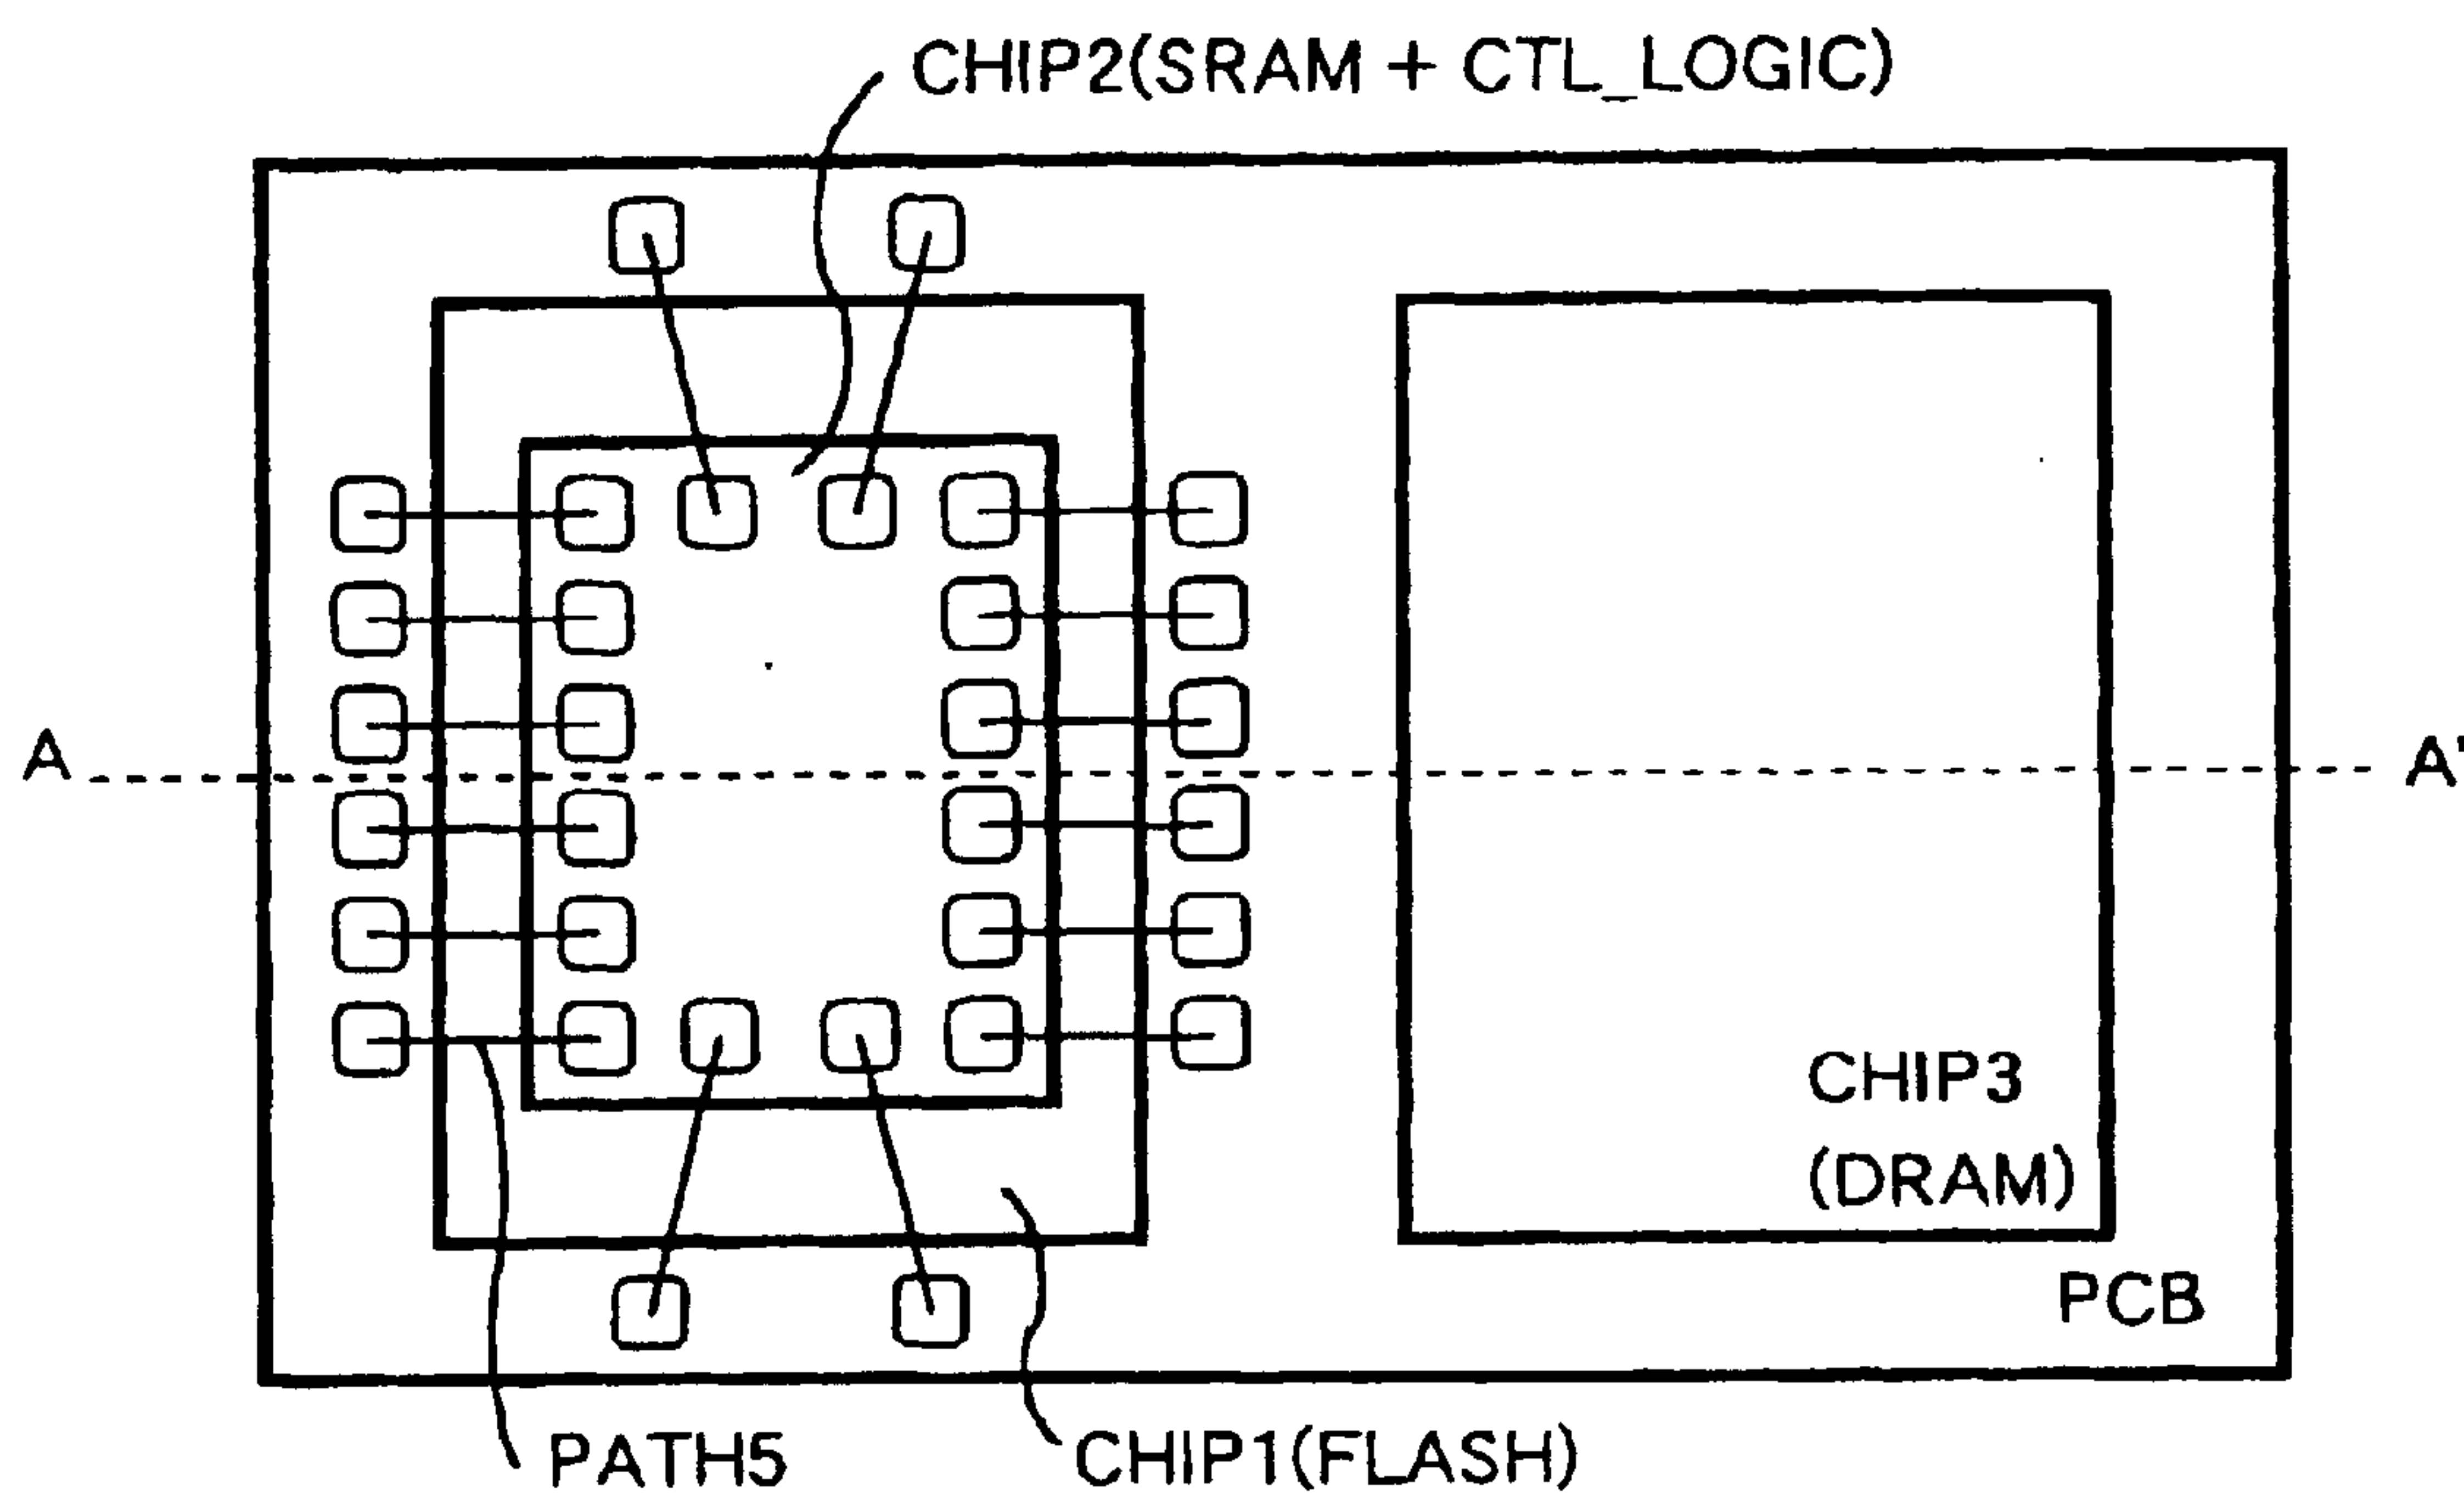 CHIP2(SRAM + CTL_LOGIC)
A
A'
CHIP3
(DRAM)
PCB
PATH5
CHIP1(FLASH)